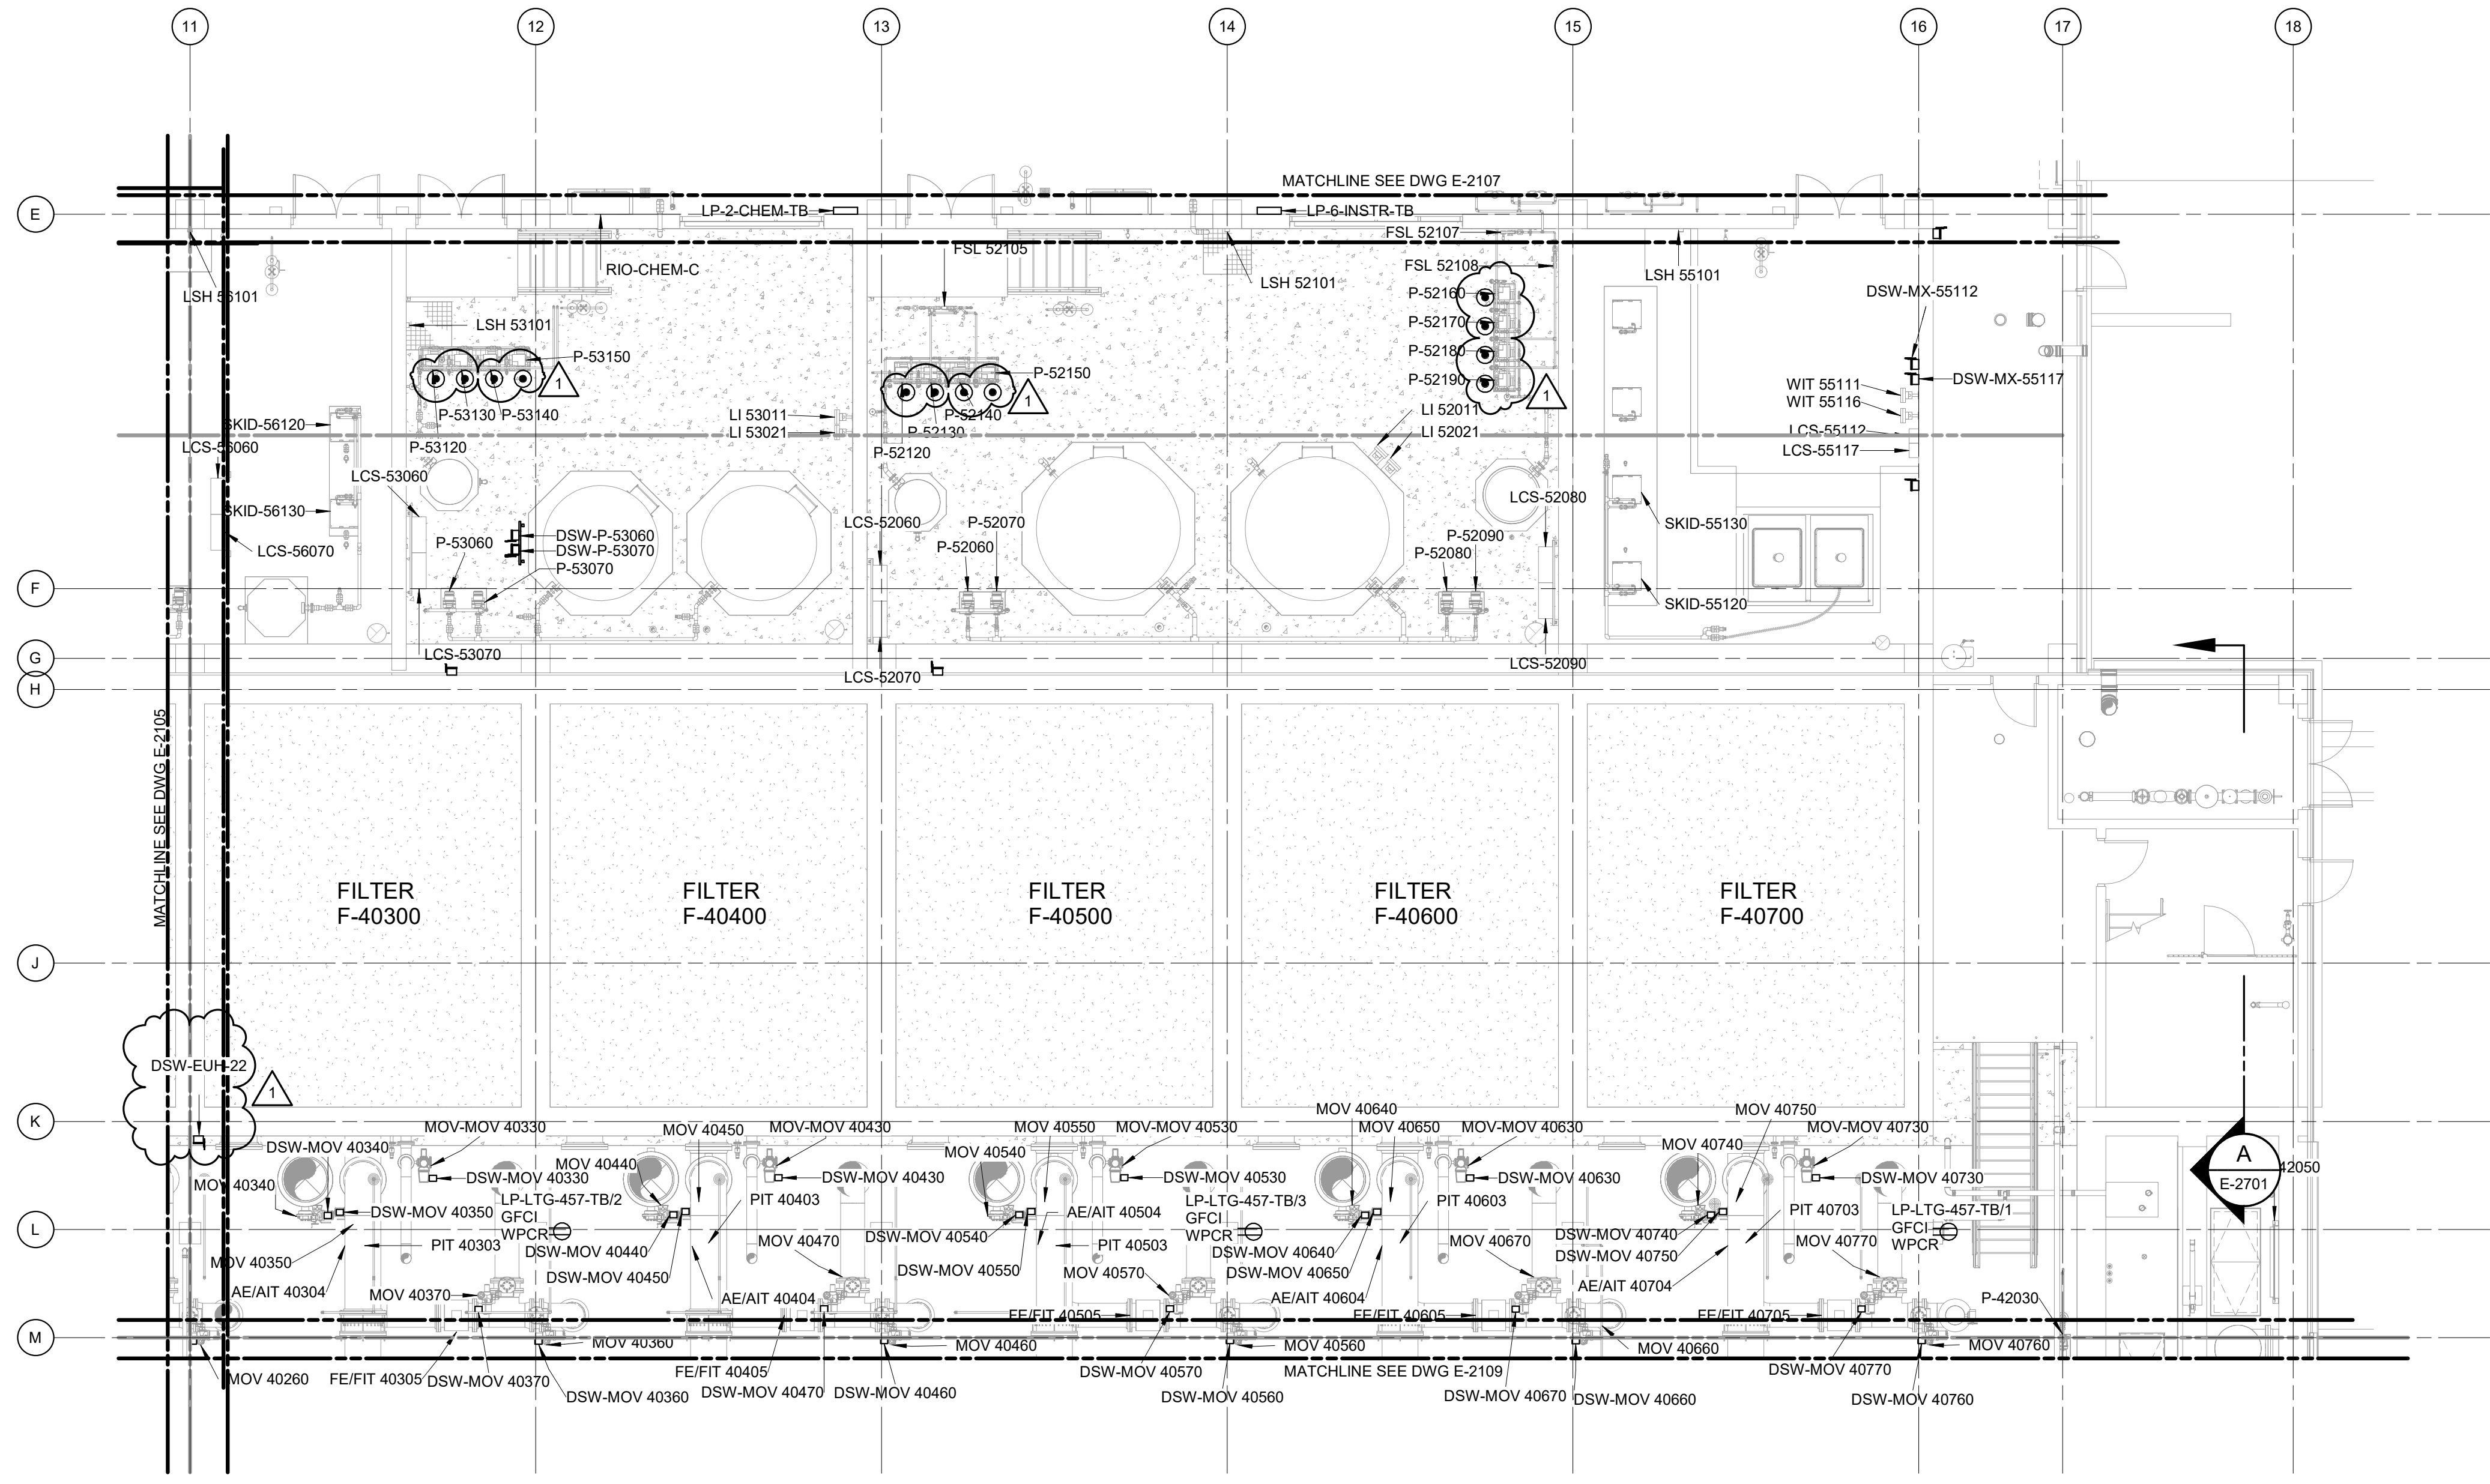 11
12
13
14
15
16
17
18
MATCHLINE SEE DWG E-2107
E
LP-2-CHEM-TB
LP-6-INSTR-TB
FSL 52107
FSL 52105
RIO-CHEM-C
FSL 52108
LSH 55101
LSH 56101
LSH 52101
P-52160
DSW-MX-55112
LSH 53101
P-52170
P-53150
P-52180
1
P-52150
P-52190
DSW-MX-55117
WIT 55111
1
1
WIT 55116
P-53130
P-53140
LI 53011
P-52140
LI 52011
SKID-56120
LI 53021
P-52130
LI 52021
LCS-55112
LCS-56060
P-53120
P-52120
LCS-55117
LCS-53060
LCS-52080
SKID-56130
LCS-52060
P-52070
SKID-55130
LCS-56070
P-53060
DSW-P-53060
P-52060
P-52090
DSW-P-53070
P-52080
P-53070
F
SKID-55120
G
LCS-53070
LCS-52070
LCS-52090
H
MATCHLINE SEE DWG E-2105
FILTER
F-40300
FILTER
F-40400
FILTER
F-40500
FILTER
F-40600
FILTER
F-40700
J
DSW-EUH-22
1
K
MOV-MOV 40330
MOV 40450
MOV-MOV 40430
MOV 40550
MOV-MOV 40530
MOV 40640
MOV 40650
MOV-MOV 40630
MOV 40750
MOV-MOV 40730
DSW-MOV 40340
MOV 40440
MOV 40540
MOV 40740
A
E-2701
42050
MOV 40340
DSW-MOV 40330
DSW-MOV 40430
DSW-MOV 40530
DSW-MOV 40630
DSW-MOV 40730
LP-LTG-457-TB/2
GFCI
WPCR
PIT 40403
LP-LTG-457-TB/3
GFCI
WPCR
PIT 40603
PIT 40703
LP-LTG-457-TB/1
GFCI
WPCR
DSW-MOV 40350
AE/AIT 40504
L
PIT 40303
DSW-MOV 40440
MOV 40470
DSW-MOV 40540
PIT 40503
DSW-MOV 40640
MOV 40670
DSW-MOV 40740
MOV 40770
MOV 40350
DSW-MOV 40450
DSW-MOV 40550
MOV 40570
DSW-MOV 40650
DSW-MOV 40750
AE/AIT 40304
MOV 40370
AE/AIT 40404
AE/AIT 40604
AE/AIT 40704
P-42030
FE/FIT 40505
FE/FIT 40605
FE/FIT 40705
M
MOV 40360
MOV 40460
MOV 40560
MOV 40660
MOV 40760
MOV 40260
FE/FIT 40305
DSW-MOV 40370
FE/FIT 40405
DSW-MOV 40570
MATCHLINE SEE DWG E-2109
DSW-MOV 40770
DSW-MOV 40360
DSW-MOV 40470
DSW-MOV 40460
DSW-MOV 40560
DSW-MOV 40670
DSW-MOV 40660
DSW-MOV 40760